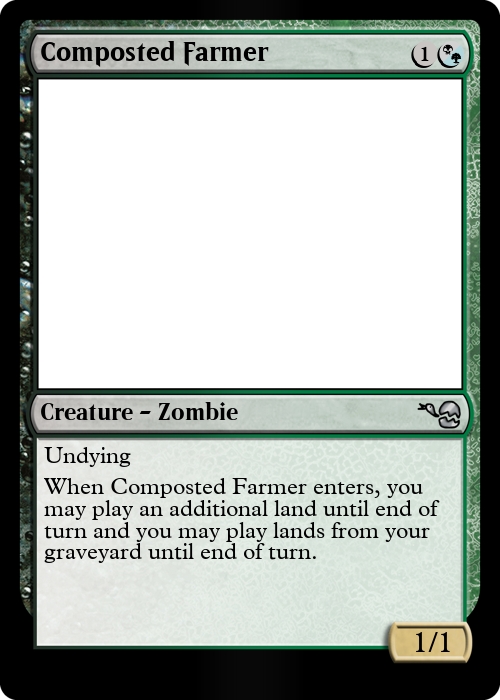 Composted Farmer 1
Creature – Zombie
Undying
When Composted Farmer enters, you
may play an additional land until end of
turn and you may play lands from your
graveyard until end of turn.
1/1